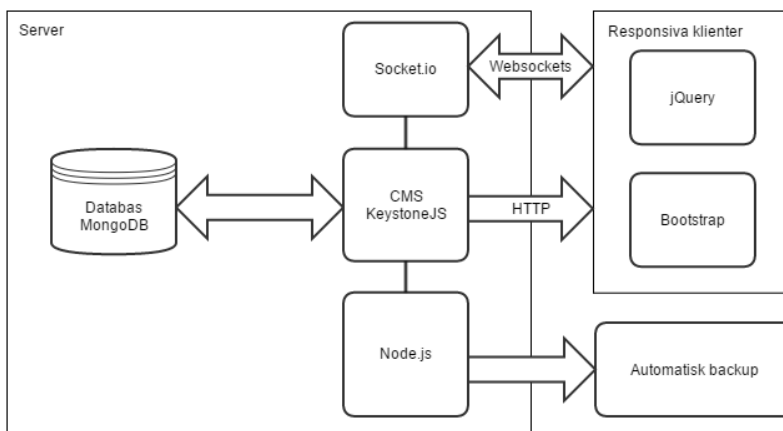 Server
Responsiva klienter
Socket.io
Websockets
jQuery
Databas
MongoDB
CMS
KeystoneJS
HTTP
Bootstrap
Node.js
Automatisk backup